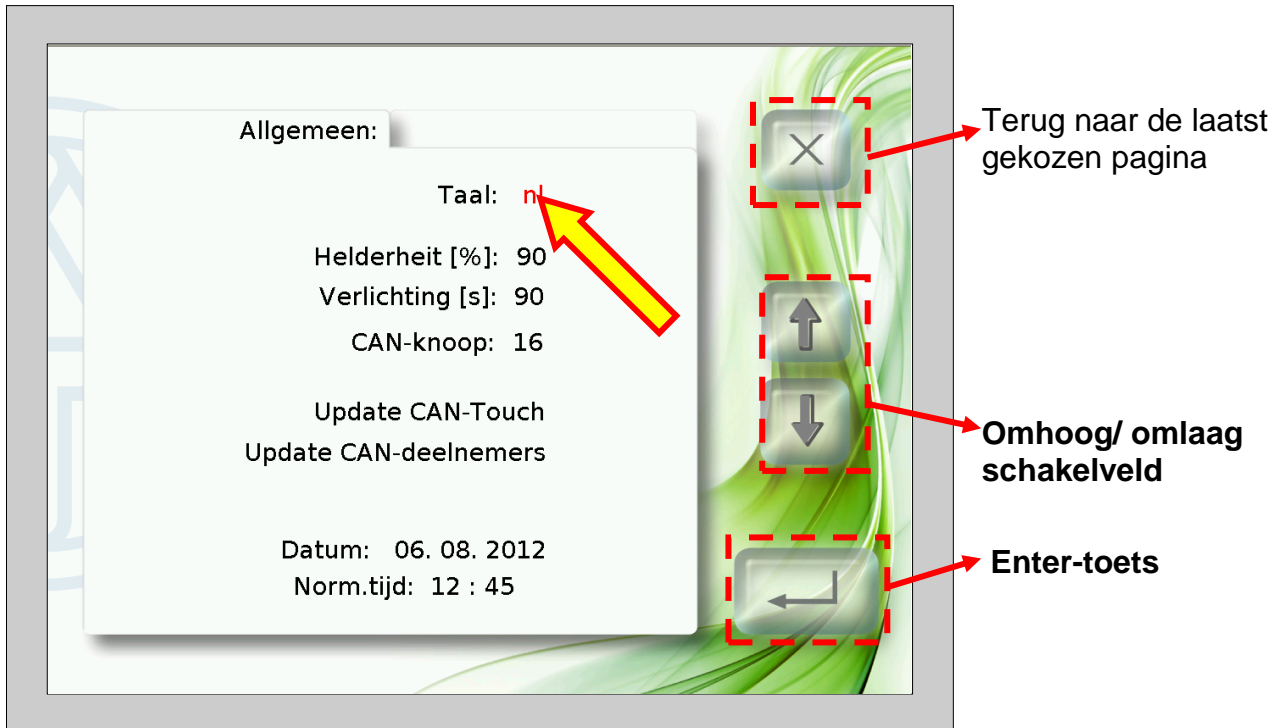 Allgemeen:
Taal: nl
Helderheit [%]: 90
Verlichting [s]: 90
CAN-knoop: 16
Update CAN-Touch
Update CAN-deelnemers
Datum: 06. 08. 2012
Norm.tijd: 12 : 45
Terug naar de laatst
gekozen pagina
Omhoog/ omlaag
schakelveld
Enter-toets